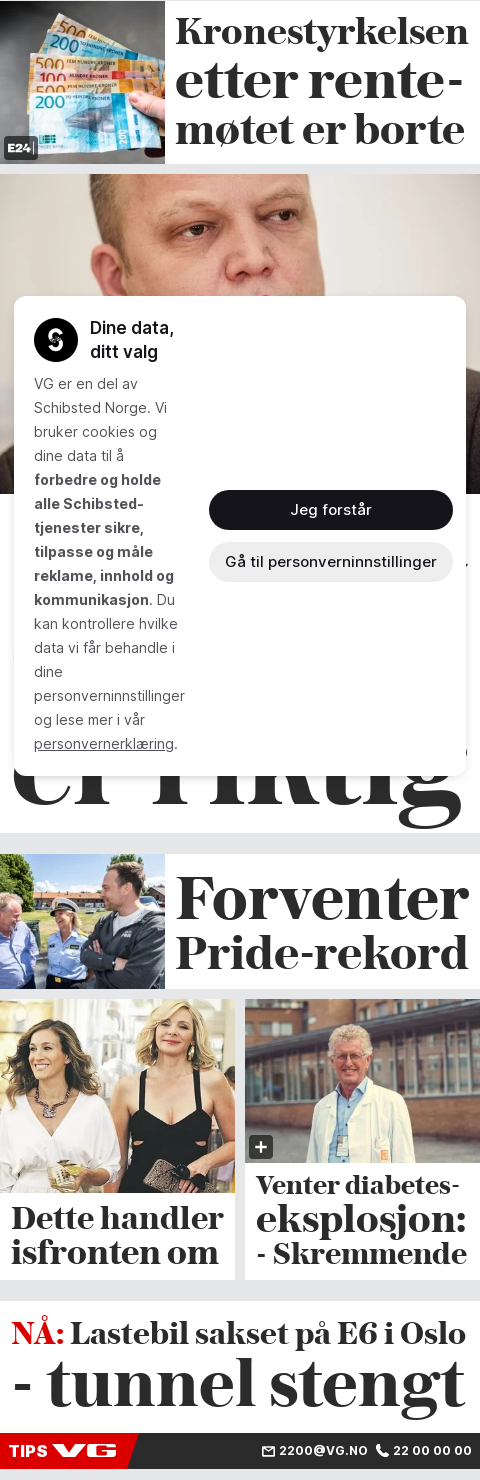 Kronestyrkelsen
etter rente-
møtet er borte
E24
Dine data,
ditt valg
VG er en del av
Schibsted Norge. Vi
bruker cookies og
dine data til å
forbedre og holde
alle Schibsted-
tjenester sikre,
tilpasse og måle
reklame, innhold og
kommunikasjon. Du
kan kontrollere hvilke
data vi får behandle i
dine
personverninnstillinger
og lese mer i vår
personvernerklæring.
Jeg forstår
Gå til personverninnstillinger
er riktig
Forventer
Pride-rekord
Dette handler
isfronten om
Venter diabetes-
eksplosjon:
- Skremmende
NÅ: Lastebil sakset på E6 i Oslo
- tunnel stengt
TIPS VG
2200@VG.NO 22 00 00 00